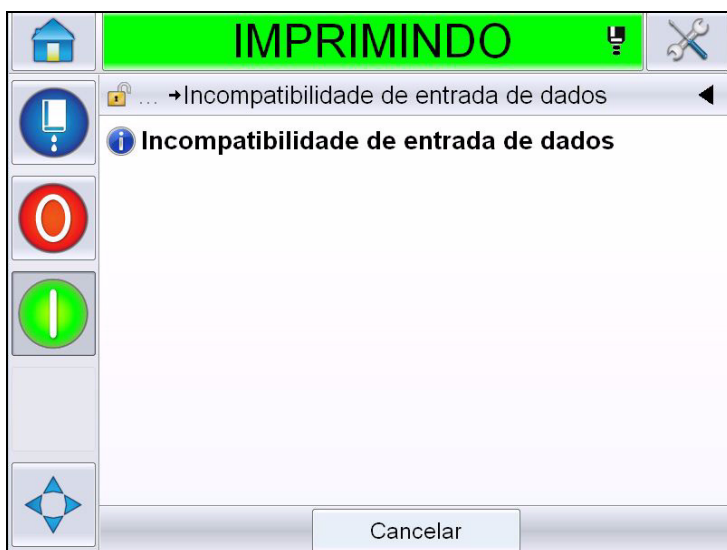 IMPRIMINDO
... →Incompatibilidade de entrada de dados
Incompatibilidade de entrada de dados
Cancelar